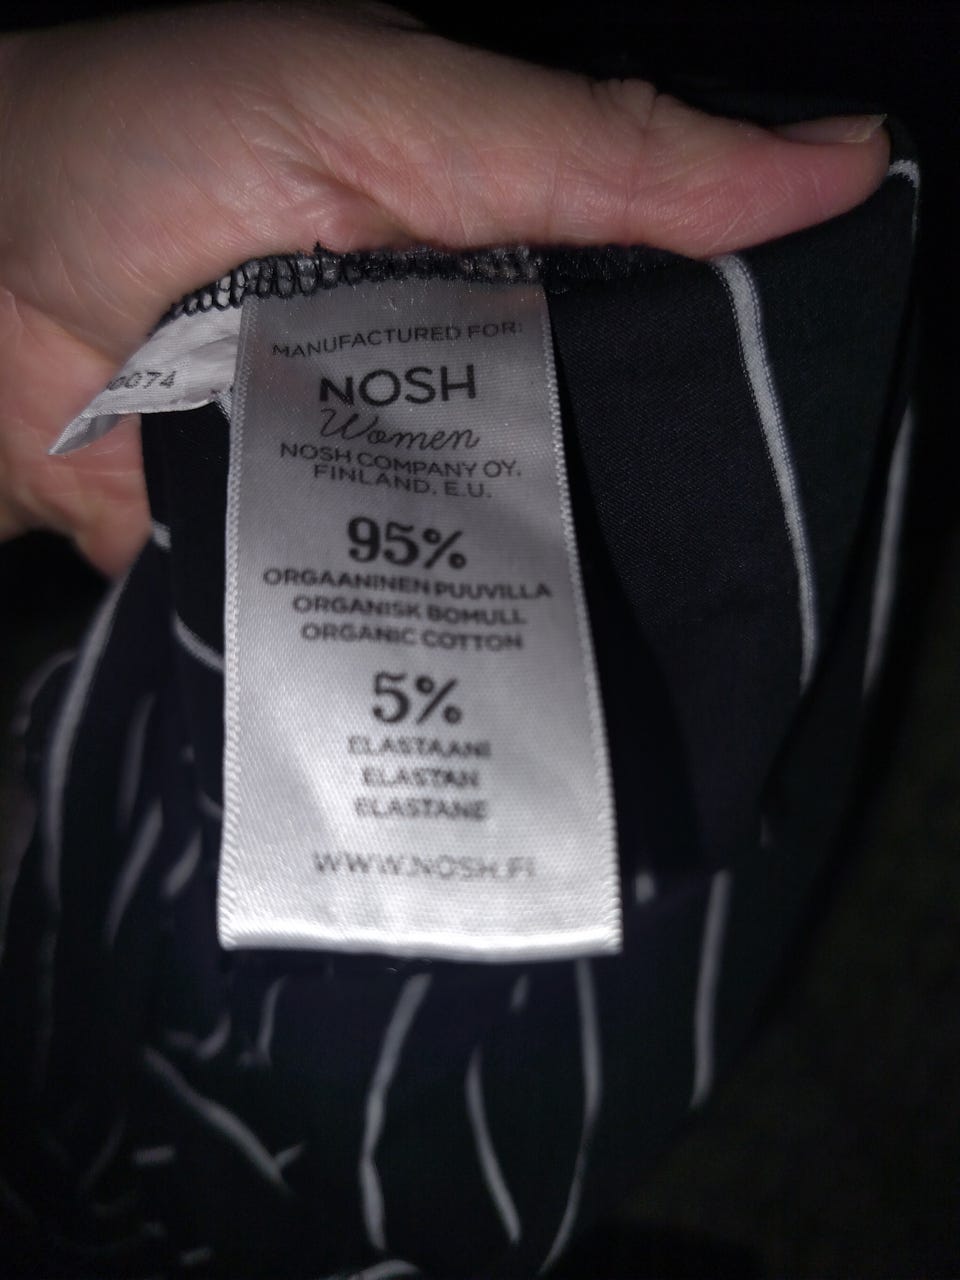 MANUFACTURED FOR:
NOSH
Women
NOSH COMPANY OY.
FINLAND, E.U.
95%
ORGAANINEN PUUVILLA
ORGANISK BOMULL
ORGANIC COTTON
5%
ELASTAANI
ELASTAN
ELASTANE
WWW.NOSH.FI